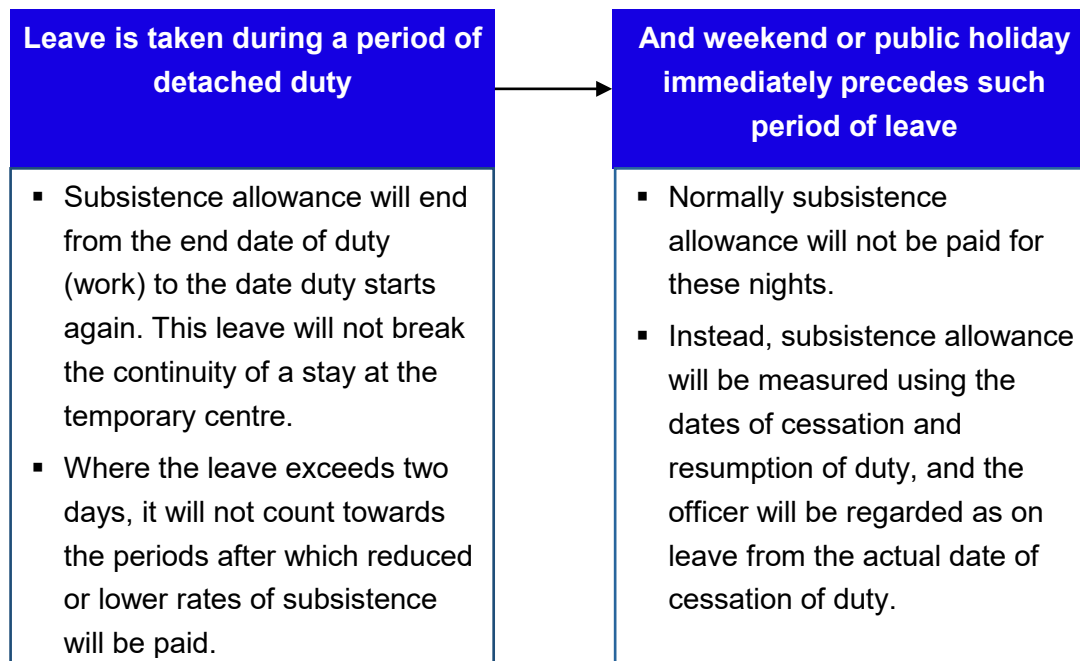 Leave is taken during a period of
detached duty
▪ Subsistence allowance will end
from the end date of duty
(work) to the date duty starts
again. This leave will not break
the continuity of a stay at the
temporary centre.
▪ Where the leave exceeds two
days, it will not count towards
the periods after which reduced
or lower rates of subsistence
will be paid.
And weekend or public holiday
immediately precedes such
period of leave
▪ Normally subsistence
allowance will not be paid for
these nights.
▪ Instead, subsistence allowance
will be measured using the
dates of cessation and
resumption of duty, and the
officer will be regarded as on
leave from the actual date of
cessation of duty.